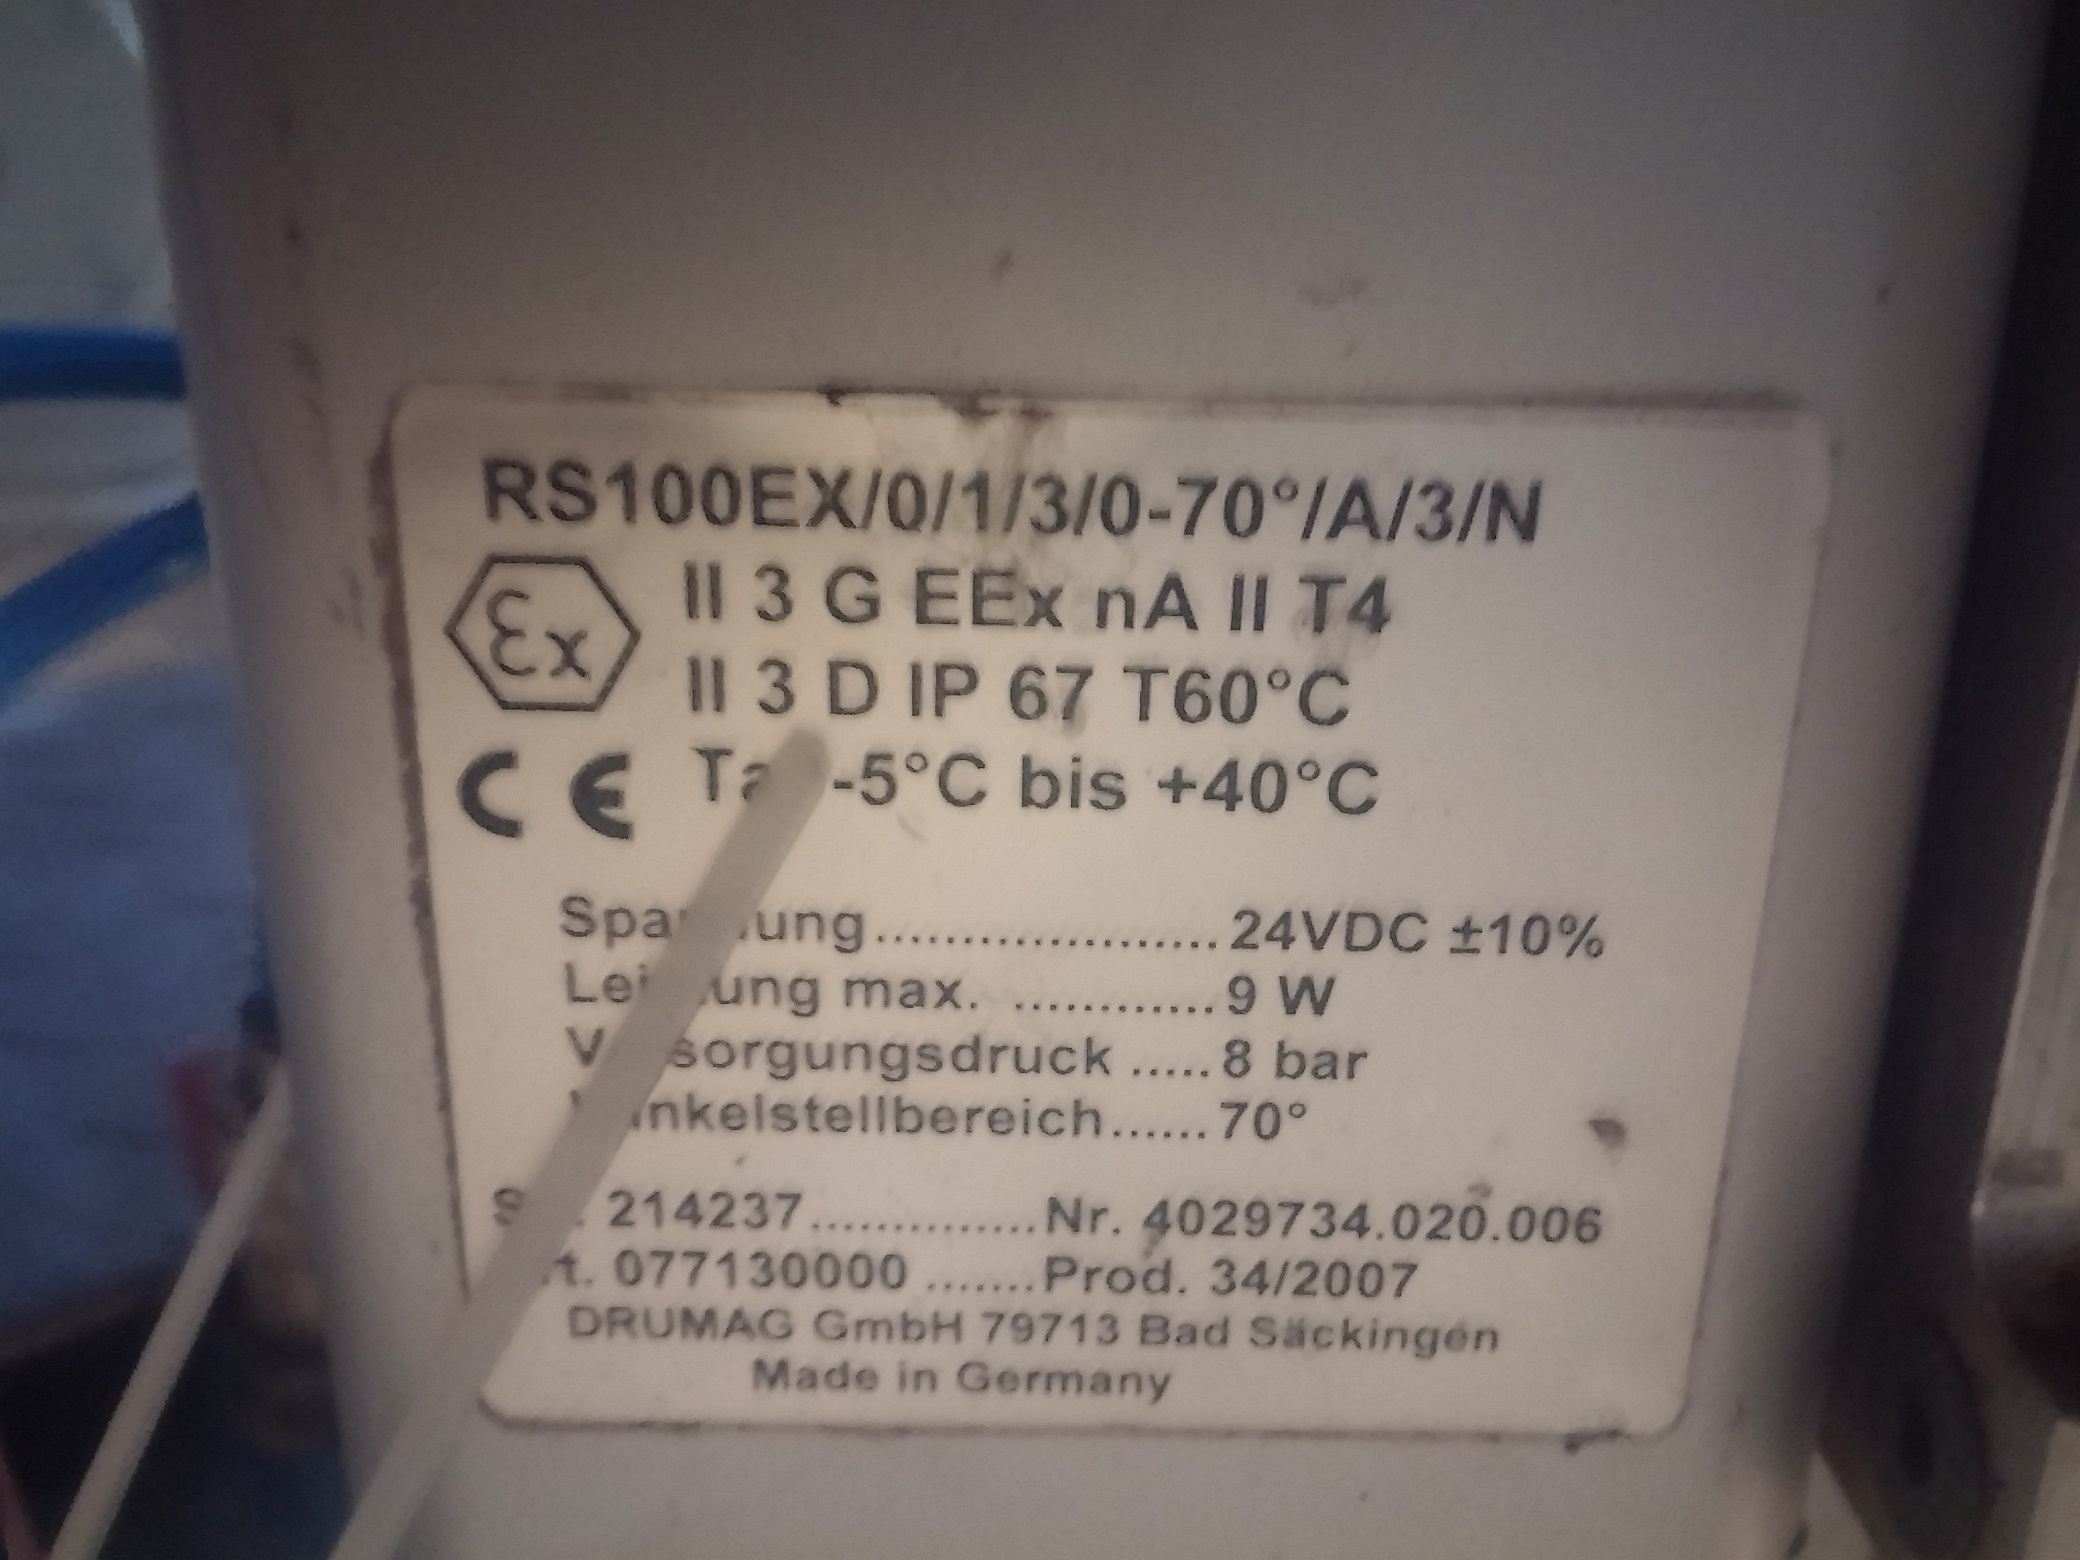 RS100EX/0/1/3/0-70°/A/3/N
Ex II 3 G EEx nA II T4
II 3 D IP 67 T60°C
CE -5°C bis +40°C
24VDC ±10%
max. ............9 W
.....8 bar
......70°
214237..............Nr. 4029734.020.006
077130000 .......Prod. 34/2007
DRUMAG GmbH 79713 Bad Säckingen
Made in Germany